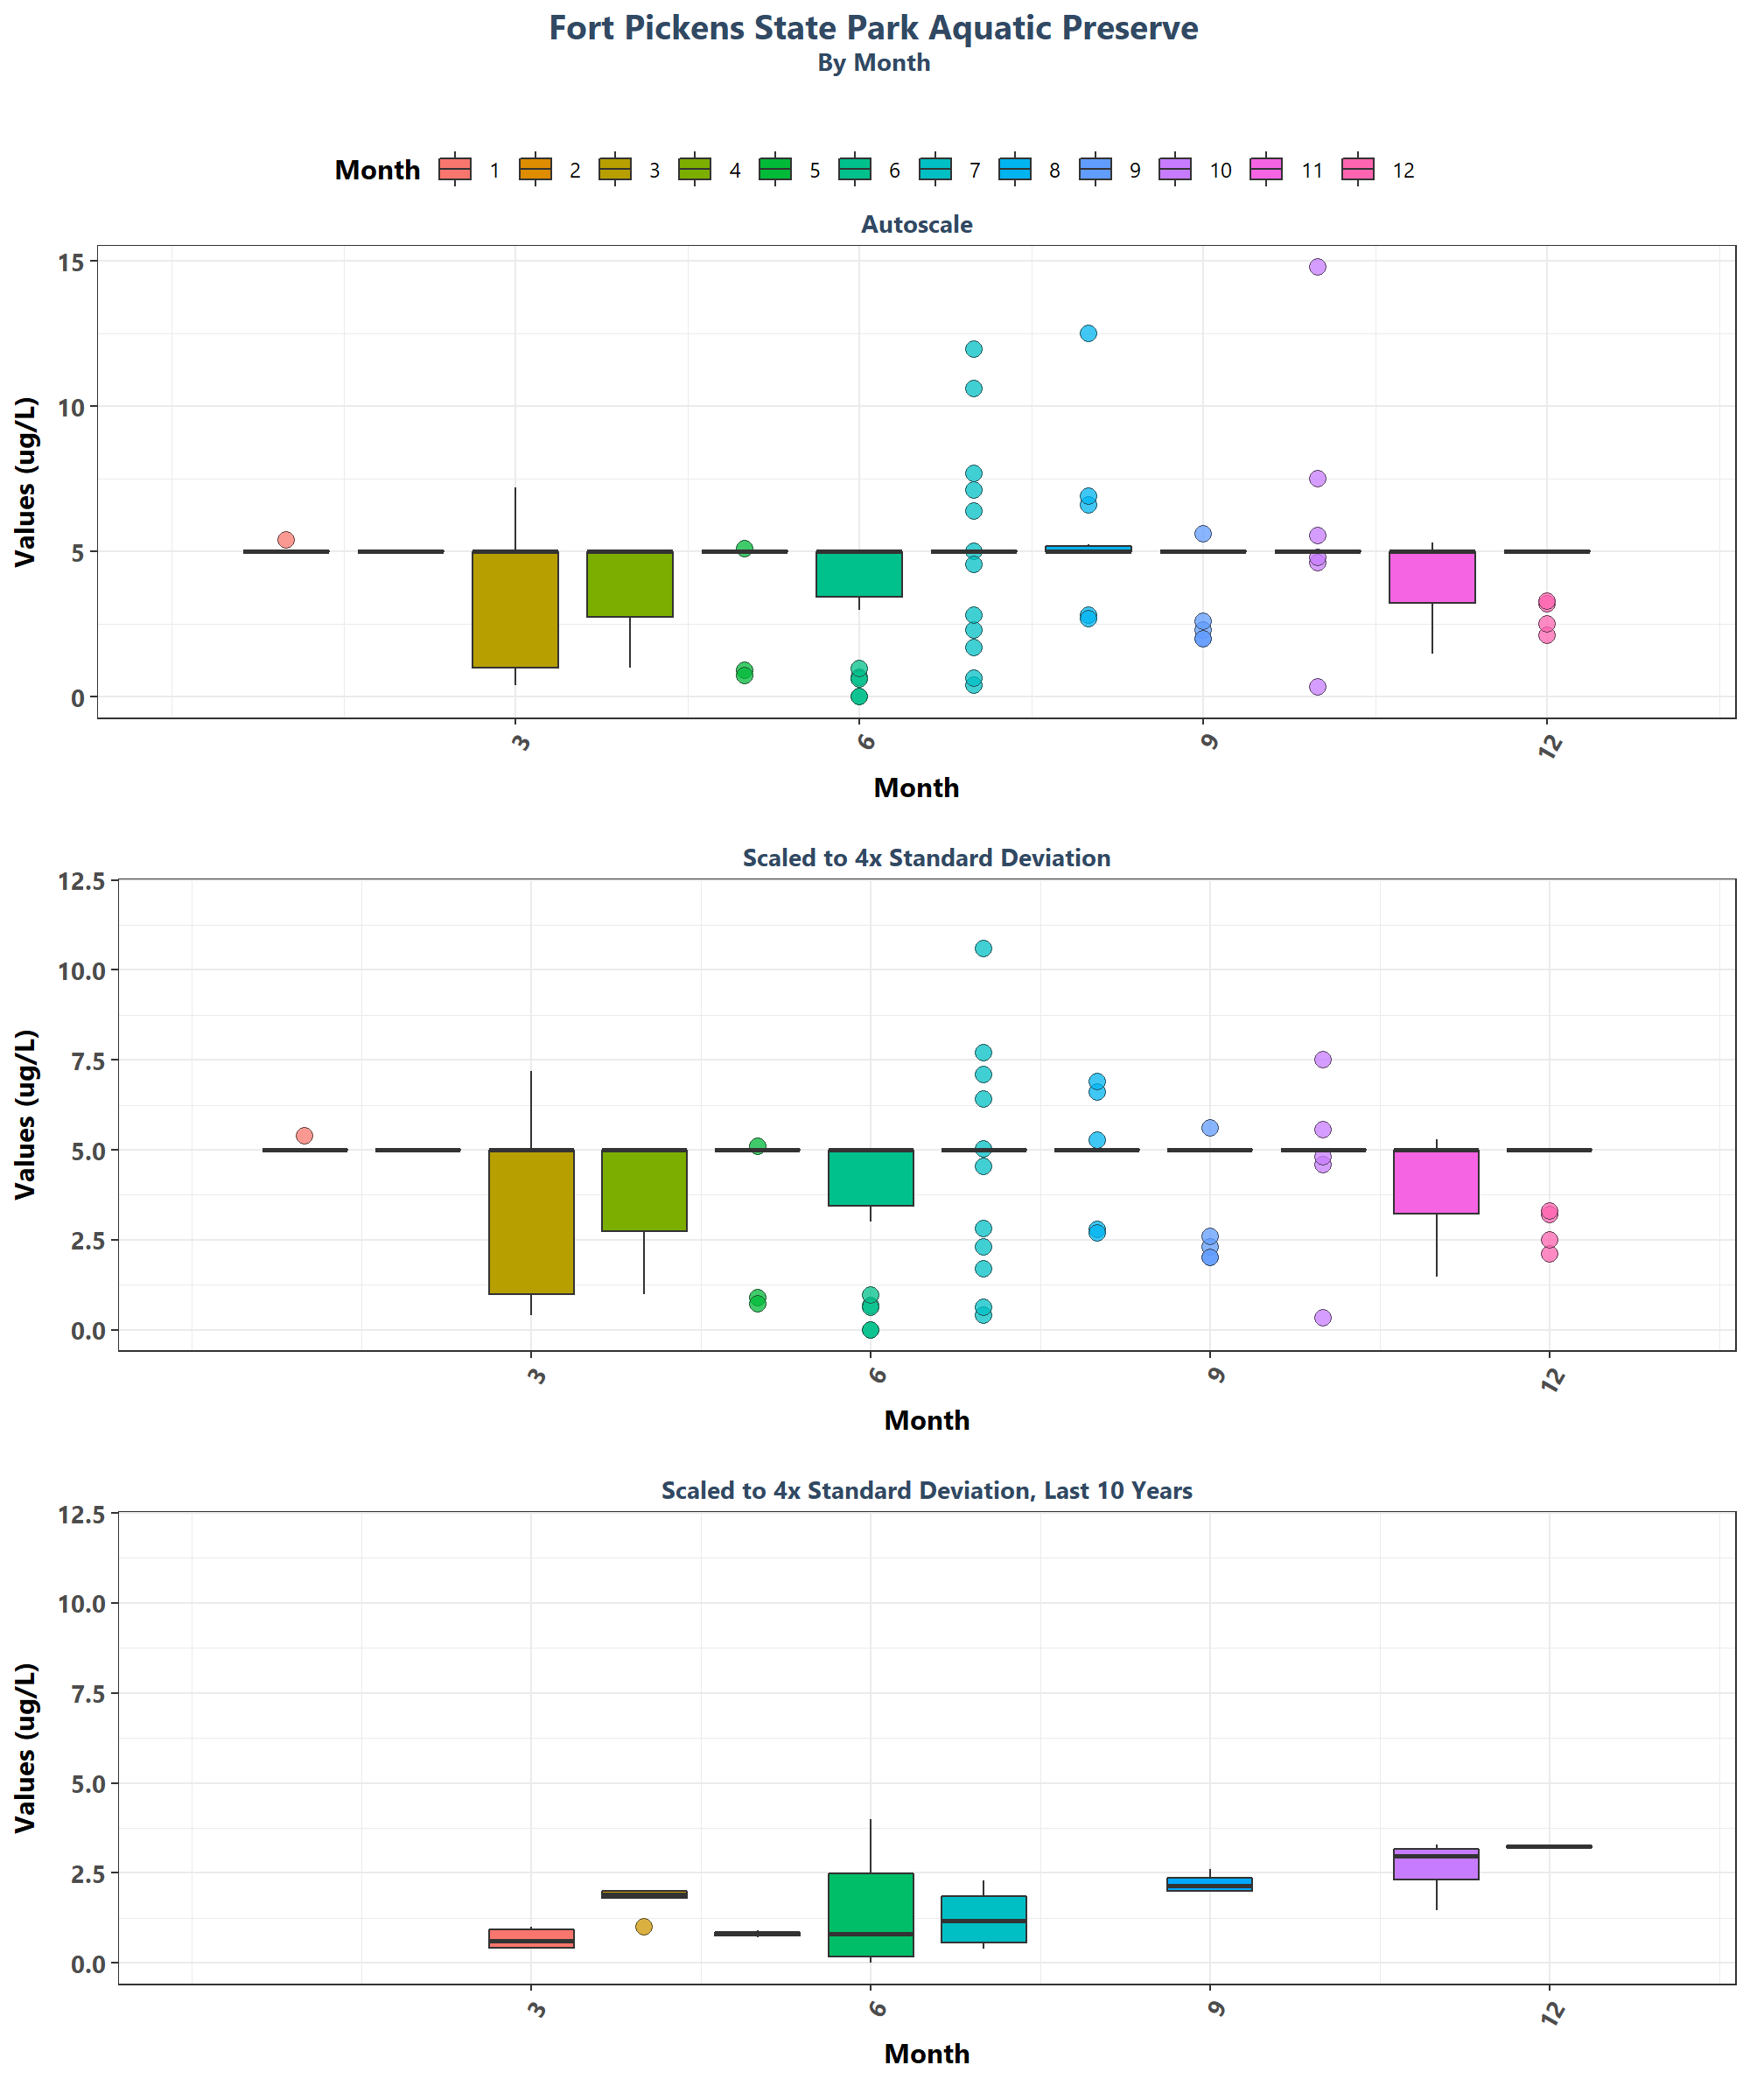 Fort Pickens State Park Aquatic Preserve
By Month
Month 1 2 3 4 5 6 7 8 9 10 11 12
Autoscale
Values (ug/L)
15
10
5
0
3 6 9 12
Month
Scaled to 4x Standard Deviation
Values (ug/L)
12.5
10.0
7.5
5.0
2.5
0.0
3 6 9 12
Month
Scaled to 4x Standard Deviation, Last 10 Years
Values (ug/L)
12.5
10.0
7.5
5.0
2.5
0.0
3 6 9 12
Month